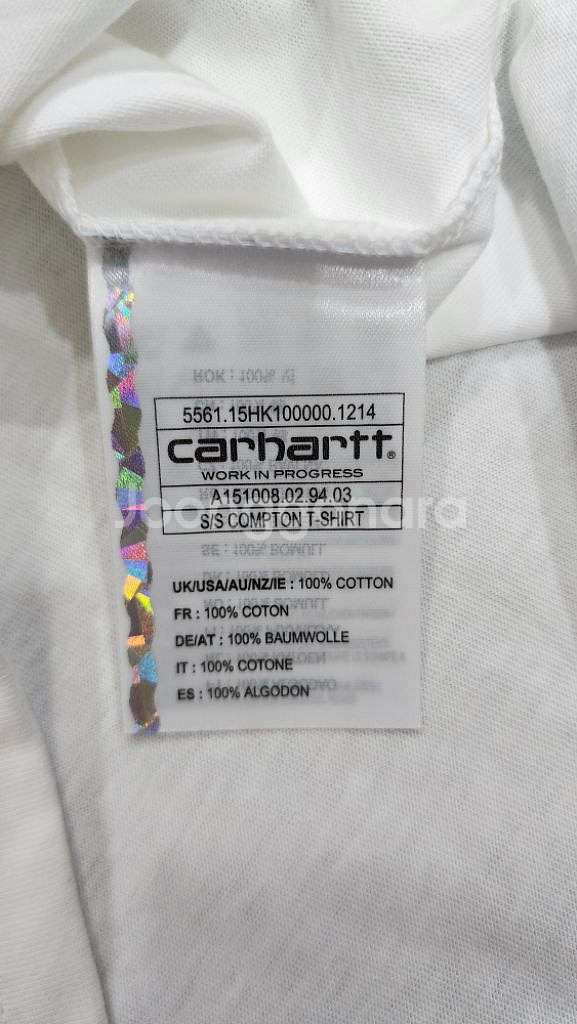 5561.15HK100000.1214
carhartt®
WORK IN PROGRESS
A151008.02.94.03
Joonggonara
S/S COMPTON T-SHIRT
UK/USA/AU/NZ/IE : 100% COTTON
FR : 100% COTON
DE/AT : 100% BAUMWOLLE
IT : 100% COTONE
ES : 100% ALGODON